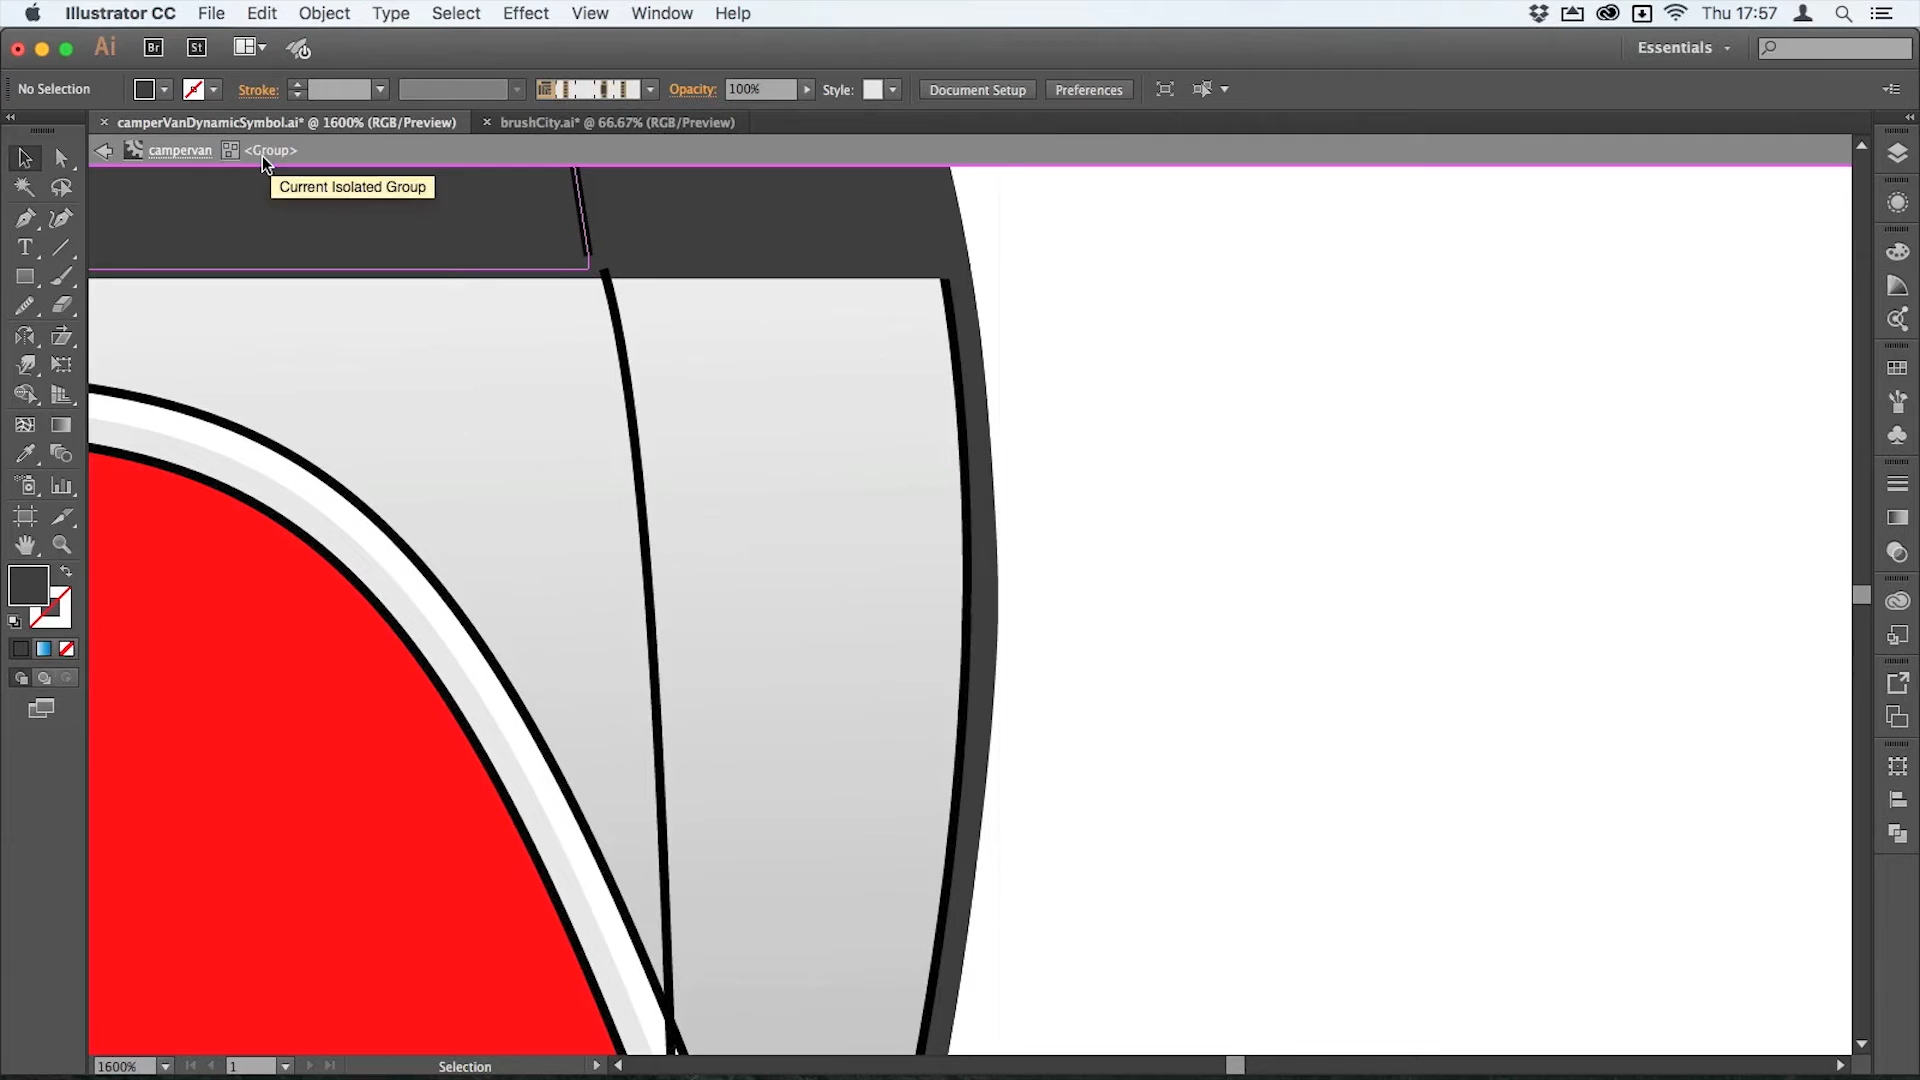 Illustrator CC File Edit Object Type Select Effect View Window Help Thu 17:57
Ai Br St Essentials
No Selection Stroke: Opacity: 100% Style: Document Setup Preferences
camperVanDynamicSymbol.ai* @ 1600% (RGB/Preview) brushCity.ai* @ 66.67% (RGB/Preview)
campervan <Group>
Current Isolated Group
T
1600% 1 Selection